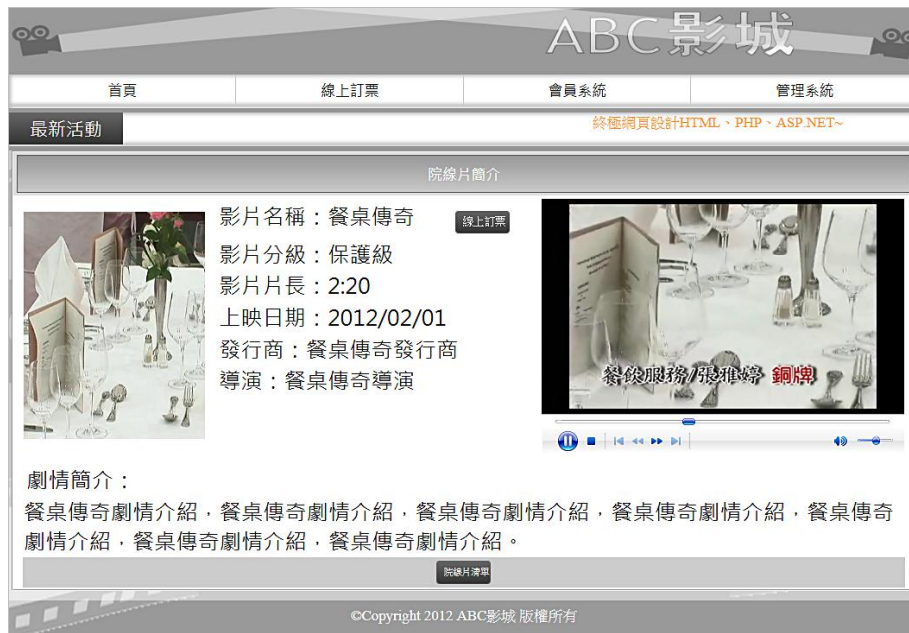 ABC影城
首頁 線上訂票 會員系統 管理系統
最新活動 終極網頁設計HTML、PHP、ASP.NET~
院線片簡介
影片名稱：餐桌傳奇 線上訂票
影片分級：保護級
影片片長：2:20
上映日期：2012/02/01
發行商：餐桌傳奇發行商
導演：餐桌傳奇導演
餐飲服務/張雅婷 銅牌
劇情簡介：
餐桌傳奇劇情介紹，餐桌傳奇劇情介紹，餐桌傳奇劇情介紹，餐桌傳奇劇情介紹，餐桌傳奇
劇情介紹，餐桌傳奇劇情介紹，餐桌傳奇劇情介紹。
院線片清單
©Copyright 2012 ABC影城 版權所有